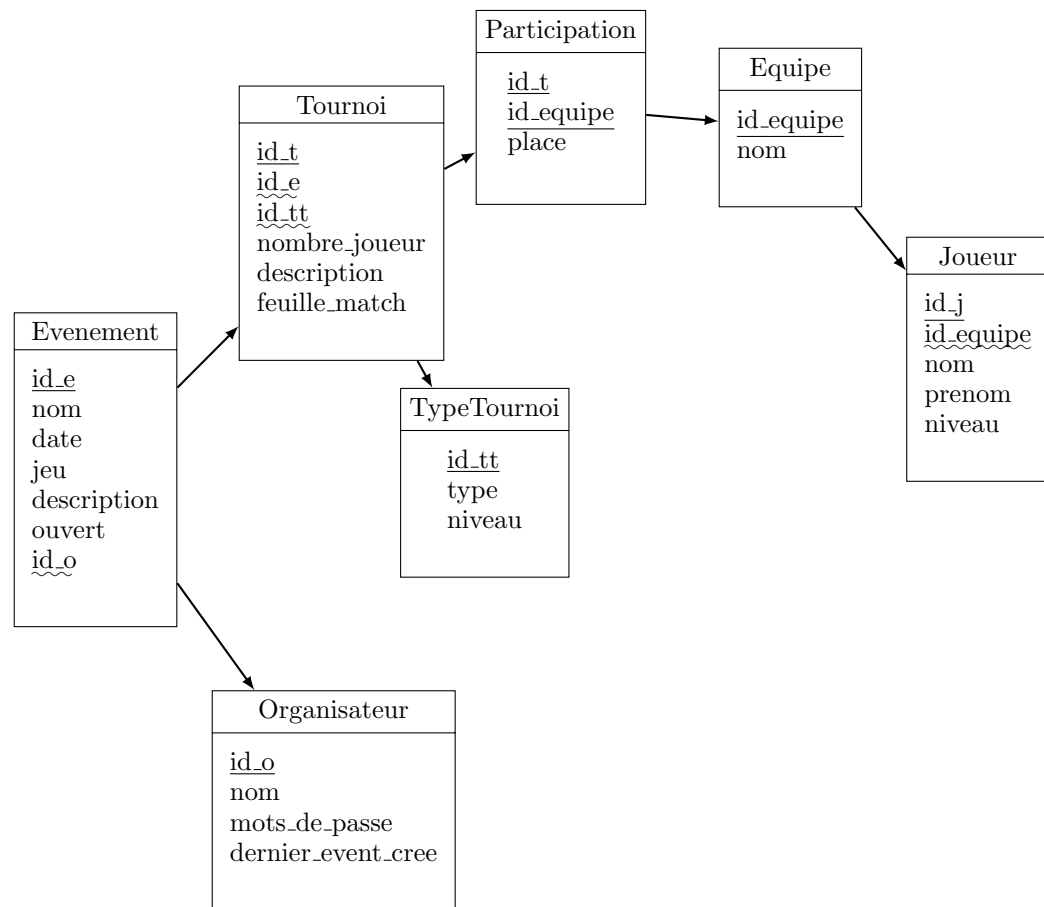 Participation
id_t
id_equipe
place
Equipe
id_equipe
nom
Tournoi
id_t
id_e
id_tt
nombre_joueur
description
feuille_match
Joueur
id_j
id_equipe
nom
prenom
niveau
Evenement
id_e
nom
date
jeu
description
ouvert
id_o
TypeTournoi
id_tt
type
niveau
Organisateur
id_o
nom
mots_de_passe
dernier_event_cree